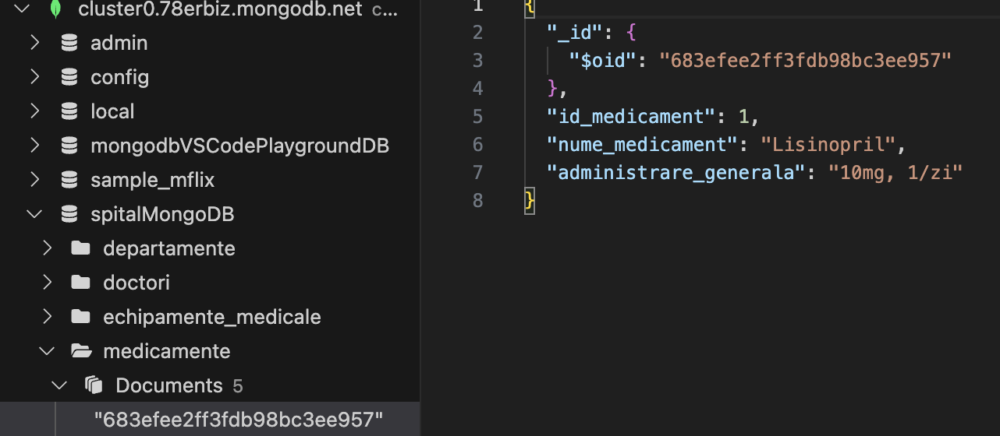 cluster0.78erbiz.mongodb.net c...
admin
config
local
mongodbVSCodePlaygroundDB
sample_mflix
spitalMongoDB
departamente
doctori
echipamente_medicale
medicamente
Documents 5
"683efee2ff3fdb98bc3ee957"
1 {
2 "_id": {
3 "$oid": "683efee2ff3fdb98bc3ee957"
4 },
5 "id_medicament": 1,
6 "nume_medicament": "Lisinopril",
7 "administrare_generala": "10mg, 1/zi"
8 }